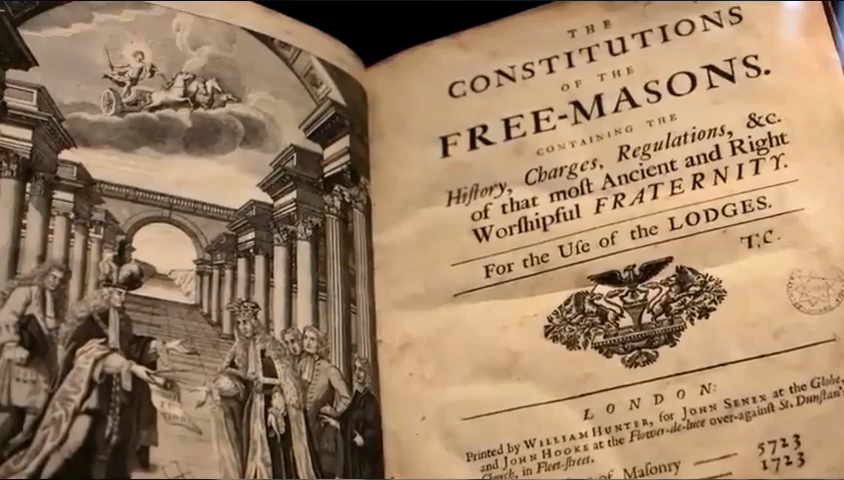 THE
CONSTITUTIONS
OF THE
FREE-MASONS.
CONTAINING THE
Hiſtory, Charges, Regulations, &c.
of that moſt Ancient and Right
Worſhipful FRATERNITY.
For the Uſe of the LODGES.
T.C.
LONDON:
Printed by WILLIAM HUNTER, for JOHN SENEX at the Globe,
and JOHN HOOKE at the Flower-de-luce over-againſt St. Dunſtan's
Church, in Fleet-ſtreet.
of Maſonry 5723
1723